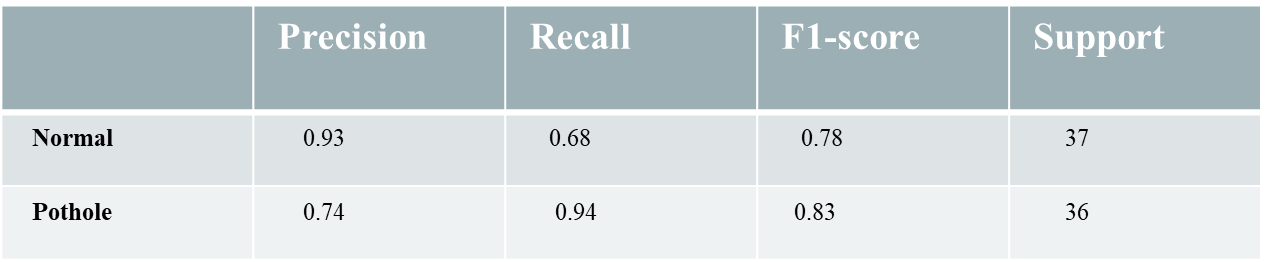 Precision Recall F1-score Support
Normal 0.93 0.68 0.78 37
Pothole 0.74 0.94 0.83 36